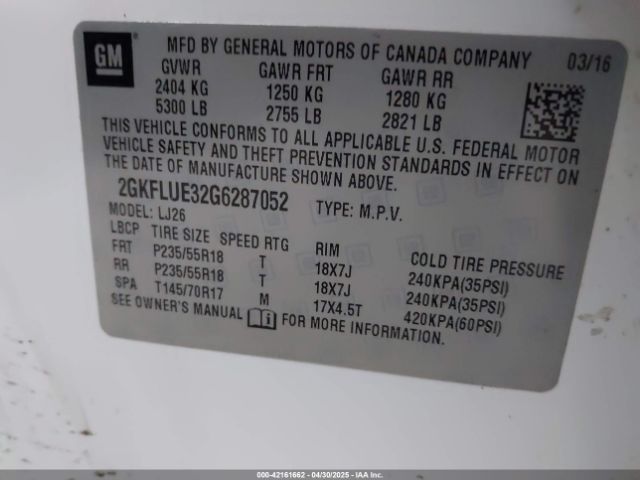 GM
MFD BY GENERAL MOTORS OF CANADA COMPANY 03/16
GVWR GAWR FRT GAWR RR
2404 KG 1250 KG 1280 KG
5300 LB 2755 LB 2821 LB
THIS VEHICLE CONFORMS TO ALL APPLICABLE U.S. FEDERAL MOTOR
VEHICLE SAFETY AND THEFT PREVENTION STANDARDS IN EFFECT ON
THE DATE OF MANUFACTURE SHOWN ABOVE.
2GKFLUE32G6287052 TYPE: M.P.V.
MODEL: LJ26
LBCP TIRE SIZE SPEED RTG RIM COLD TIRE PRESSURE
FRT P235/55R18 T 18X7J 240KPA(35PSI)
RR P235/55R18 T 18X7J 240KPA(35PSI)
SPA T145/70R17 M 17X4.5T 420KPA(60PSI)
SEE OWNER'S MANUAL FOR MORE INFORMATION.
000-42161662 - 04/30/2025 - IAA Inc.